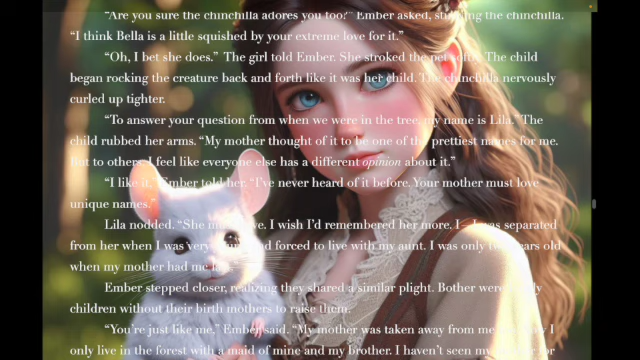 "Are you sure the chinchilla adores you too?" Ember asked, the chinchilla.
"I think Bella is a little squished by your extreme love for it."
"Oh, I bet she does." The girl told Ember. She stroked the pet softly. The child
began rocking the creature back and forth like it was her child. The chinchilla nervously
curled up tighter.
"To answer your question from when we were in the tree, my name is Lila." The
child rubbed her arms. "My mother thought of it to be one of the prettiest names for me.
But to others, I feel like everyone else has a different opinion about it."
"I like it," Ember told her. "I've never heard of it before. Your mother must love
unique names."
Lila nodded. "She I wish I'd remembered her more. I—I was separated
from her when I was very and forced to live with my aunt. I was only years old
when my mother had me
Ember stepped closer, realizing they shared a similar plight. Bother were
children without their birth mothers to raise them.
"You're just like me," Ember said. "My mother was taken away from I
only live in the forest with a maid of mine and my brother. I haven't seen my or